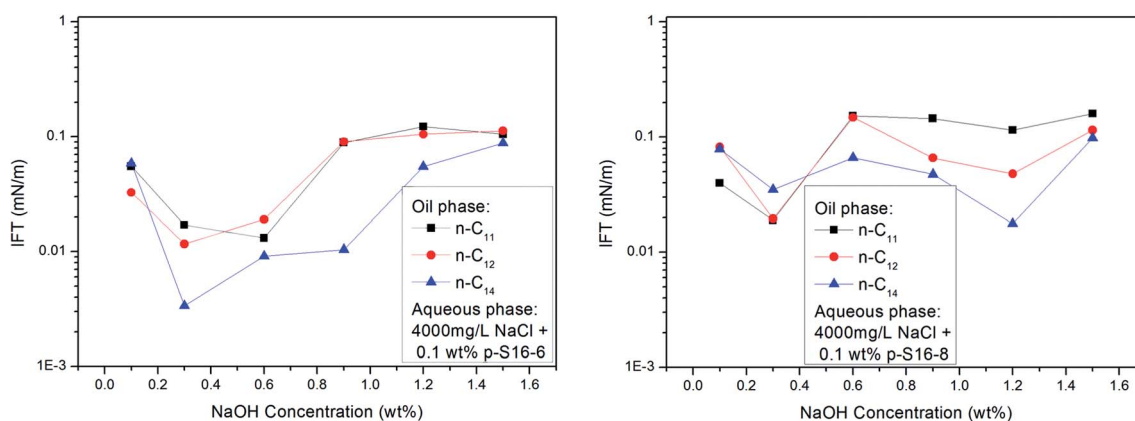 1
0.1
0.01
1E-3
IFT (mN/m)
0.0 0.2 0.4 0.6 0.8 1.0 1.2 1.4 1.6
NaOH Concentration (wt%)
Oil phase:
n-C₁₁
n-C₁₂
n-C₁₄
Aqueous phase:
4000mg/L NaCl +
0.1 wt% p-S16-6
1
0.1
0.01
1E-3
IFT (mN/m)
0.0 0.2 0.4 0.6 0.8 1.0 1.2 1.4 1.6
NaOH Concentration (wt%)
Oil phase:
n-C₁₁
n-C₁₂
n-C₁₄
Aqueous phase:
4000mg/L NaCl +
0.1 wt% p-S16-8